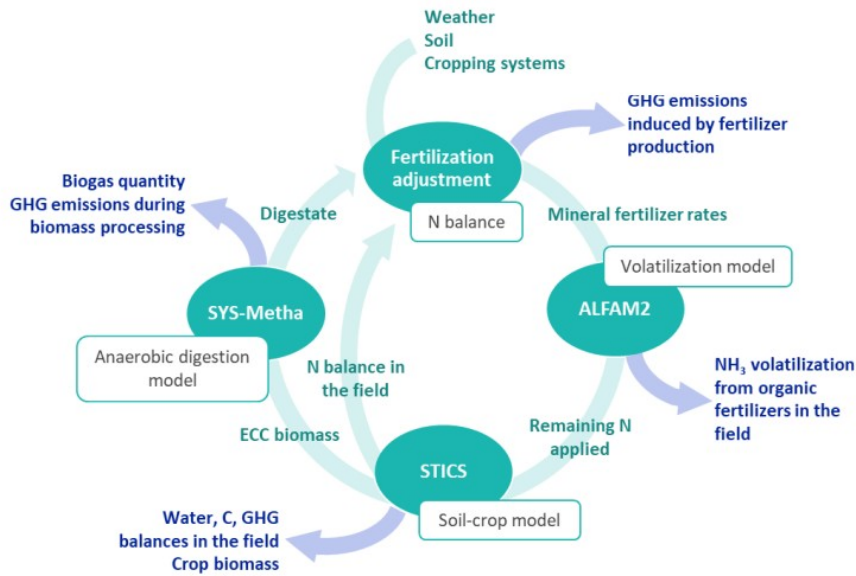 Weather
Soil
Cropping systems
GHG emissions
induced by fertilizer
production
Fertilization
adjustment
N balance
Biogas quantity
GHG emissions during
biomass processing
Digestate
Mineral fertilizer rates
Volatilization model
ALFAM2
SYS-Metha
Anaerobic digestion
model
N balance in
the field
NH₃ volatilization
from organic
fertilizers in the
field
ECC biomass
Remaining N
applied
STICS
Soil-crop model
Water, C, GHG
balances in the field
Crop biomass